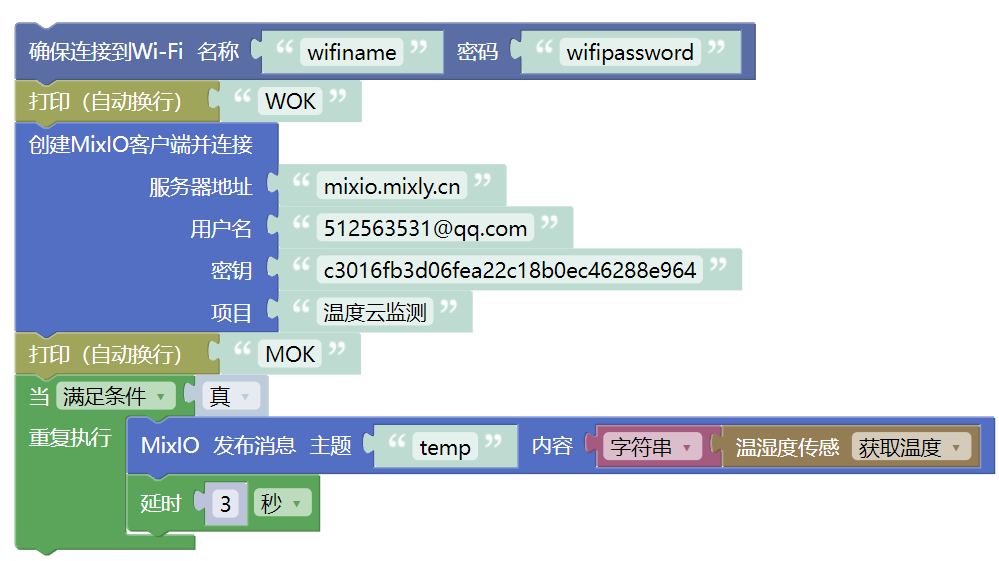 确保连接到Wi-Fi 名称 “ wifiname ” 密码 “ wifipassword ”
打印（自动换行） “ WOK ”
创建MixIO客户端并连接
服务器地址 “ mixio.mixly.cn ”
用户名 “ 512563531@qq.com ”
密钥 “ c3016fb3d06fea22c18b0ec46288e964 ”
项目 “ 温度云监测 ”
打印（自动换行） “ MOK ”
当 满足条件 真
重复执行 MixIO 发布消息 主题 “ temp ” 内容 字符串 温湿度传感 获取温度
延时 3 秒